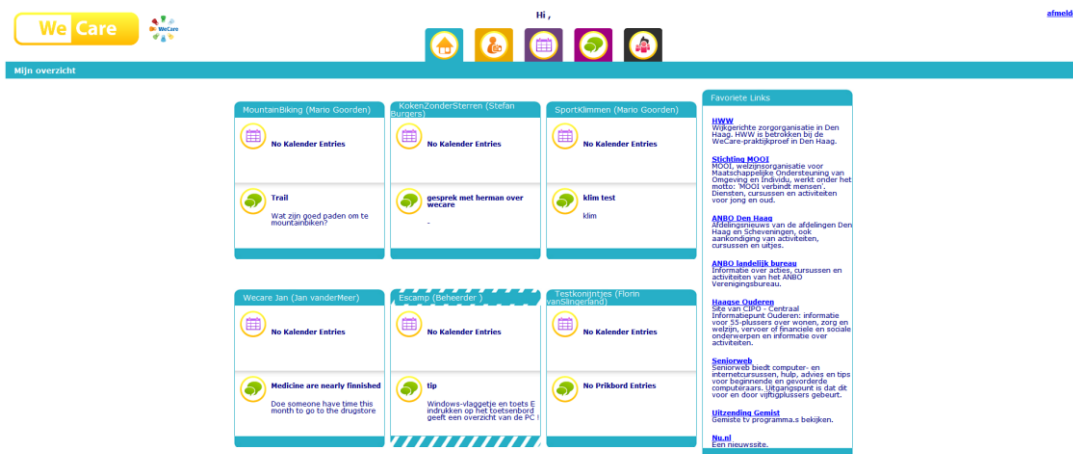 We Care
WeCare
Hi ,
afmeld
Mijn overzicht
MountainBiking (Mario Goorden)
No Kalender Entries
Trail
Wat zijn goed paden om te
mountainbiken?
KokenZonderSterren (Stefan
Burgers)
No Kalender Entries
gesprek met herman over
wecare
-
SportKlimmen (Mario Goorden)
No Kalender Entries
klim test
klim
Wecare Jan (Jan vanderMeer)
No Kalender Entries
Medicine are nearly finnished
Doe someone have time this
month to go to the drugstore
Escamp (Beheerder )
No Kalender Entries
tip
Windows-vlaggetje en toets E
indrukken op het toetsenbord
geeft een overzicht van de PC !
Testkonijntjes (Florin
vanSlingerland)
No Kalender Entries
No Prikbord Entries
Favoriete Links
HWW
Wijkgerichte zorgorganisatie in Den
Haag. HWW is betrokken bij de
WeCare-praktijkproef in Den Haag.
Stichting MOOI
MOOI, welzijnsorganisatie voor
Maatschappelijke Ondersteuning van
Omgeving en Individu, werkt onder het
motto: 'MOOI verbindt mensen'.
Diensten, cursussen en activiteiten
voor jong en oud.
ANBO Den Haag
Afdelingsnieuws van de afdelingen Den
Haag en Scheveningen, ook
aankondiging van activiteiten,
cursussen en uitjes.
ANBO landelijk bureau
Informatie over acties, cursussen en
activiteiten van het ANBO
Verenigingsbureau.
Haagse Ouderen
Site van CIPO - Centraal
Informatiepunt Ouderen: informatie
voor 55-plussers over wonen, zorg en
welzijn, vervoer of financiele en sociale
onderwerpen en informatie over
activiteiten.
Seniorweb
Seniorweb biedt computer- en
internetcursussen, hulp, advies en tips
voor beginnende en gevorderde
computeraars. Uitgangspunt is dat dit
voor en door vijftigplussers gebeurt.
Uitzending Gemist
Gemiste tv programma.s bekijken.
Nu.nl
Een nieuwssite.